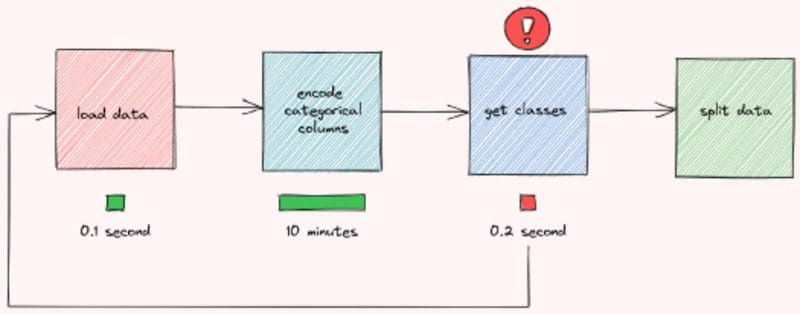 !
load data
encode
categorical
columns
get classes
split data
0.1 second
10 minutes
0.2 second